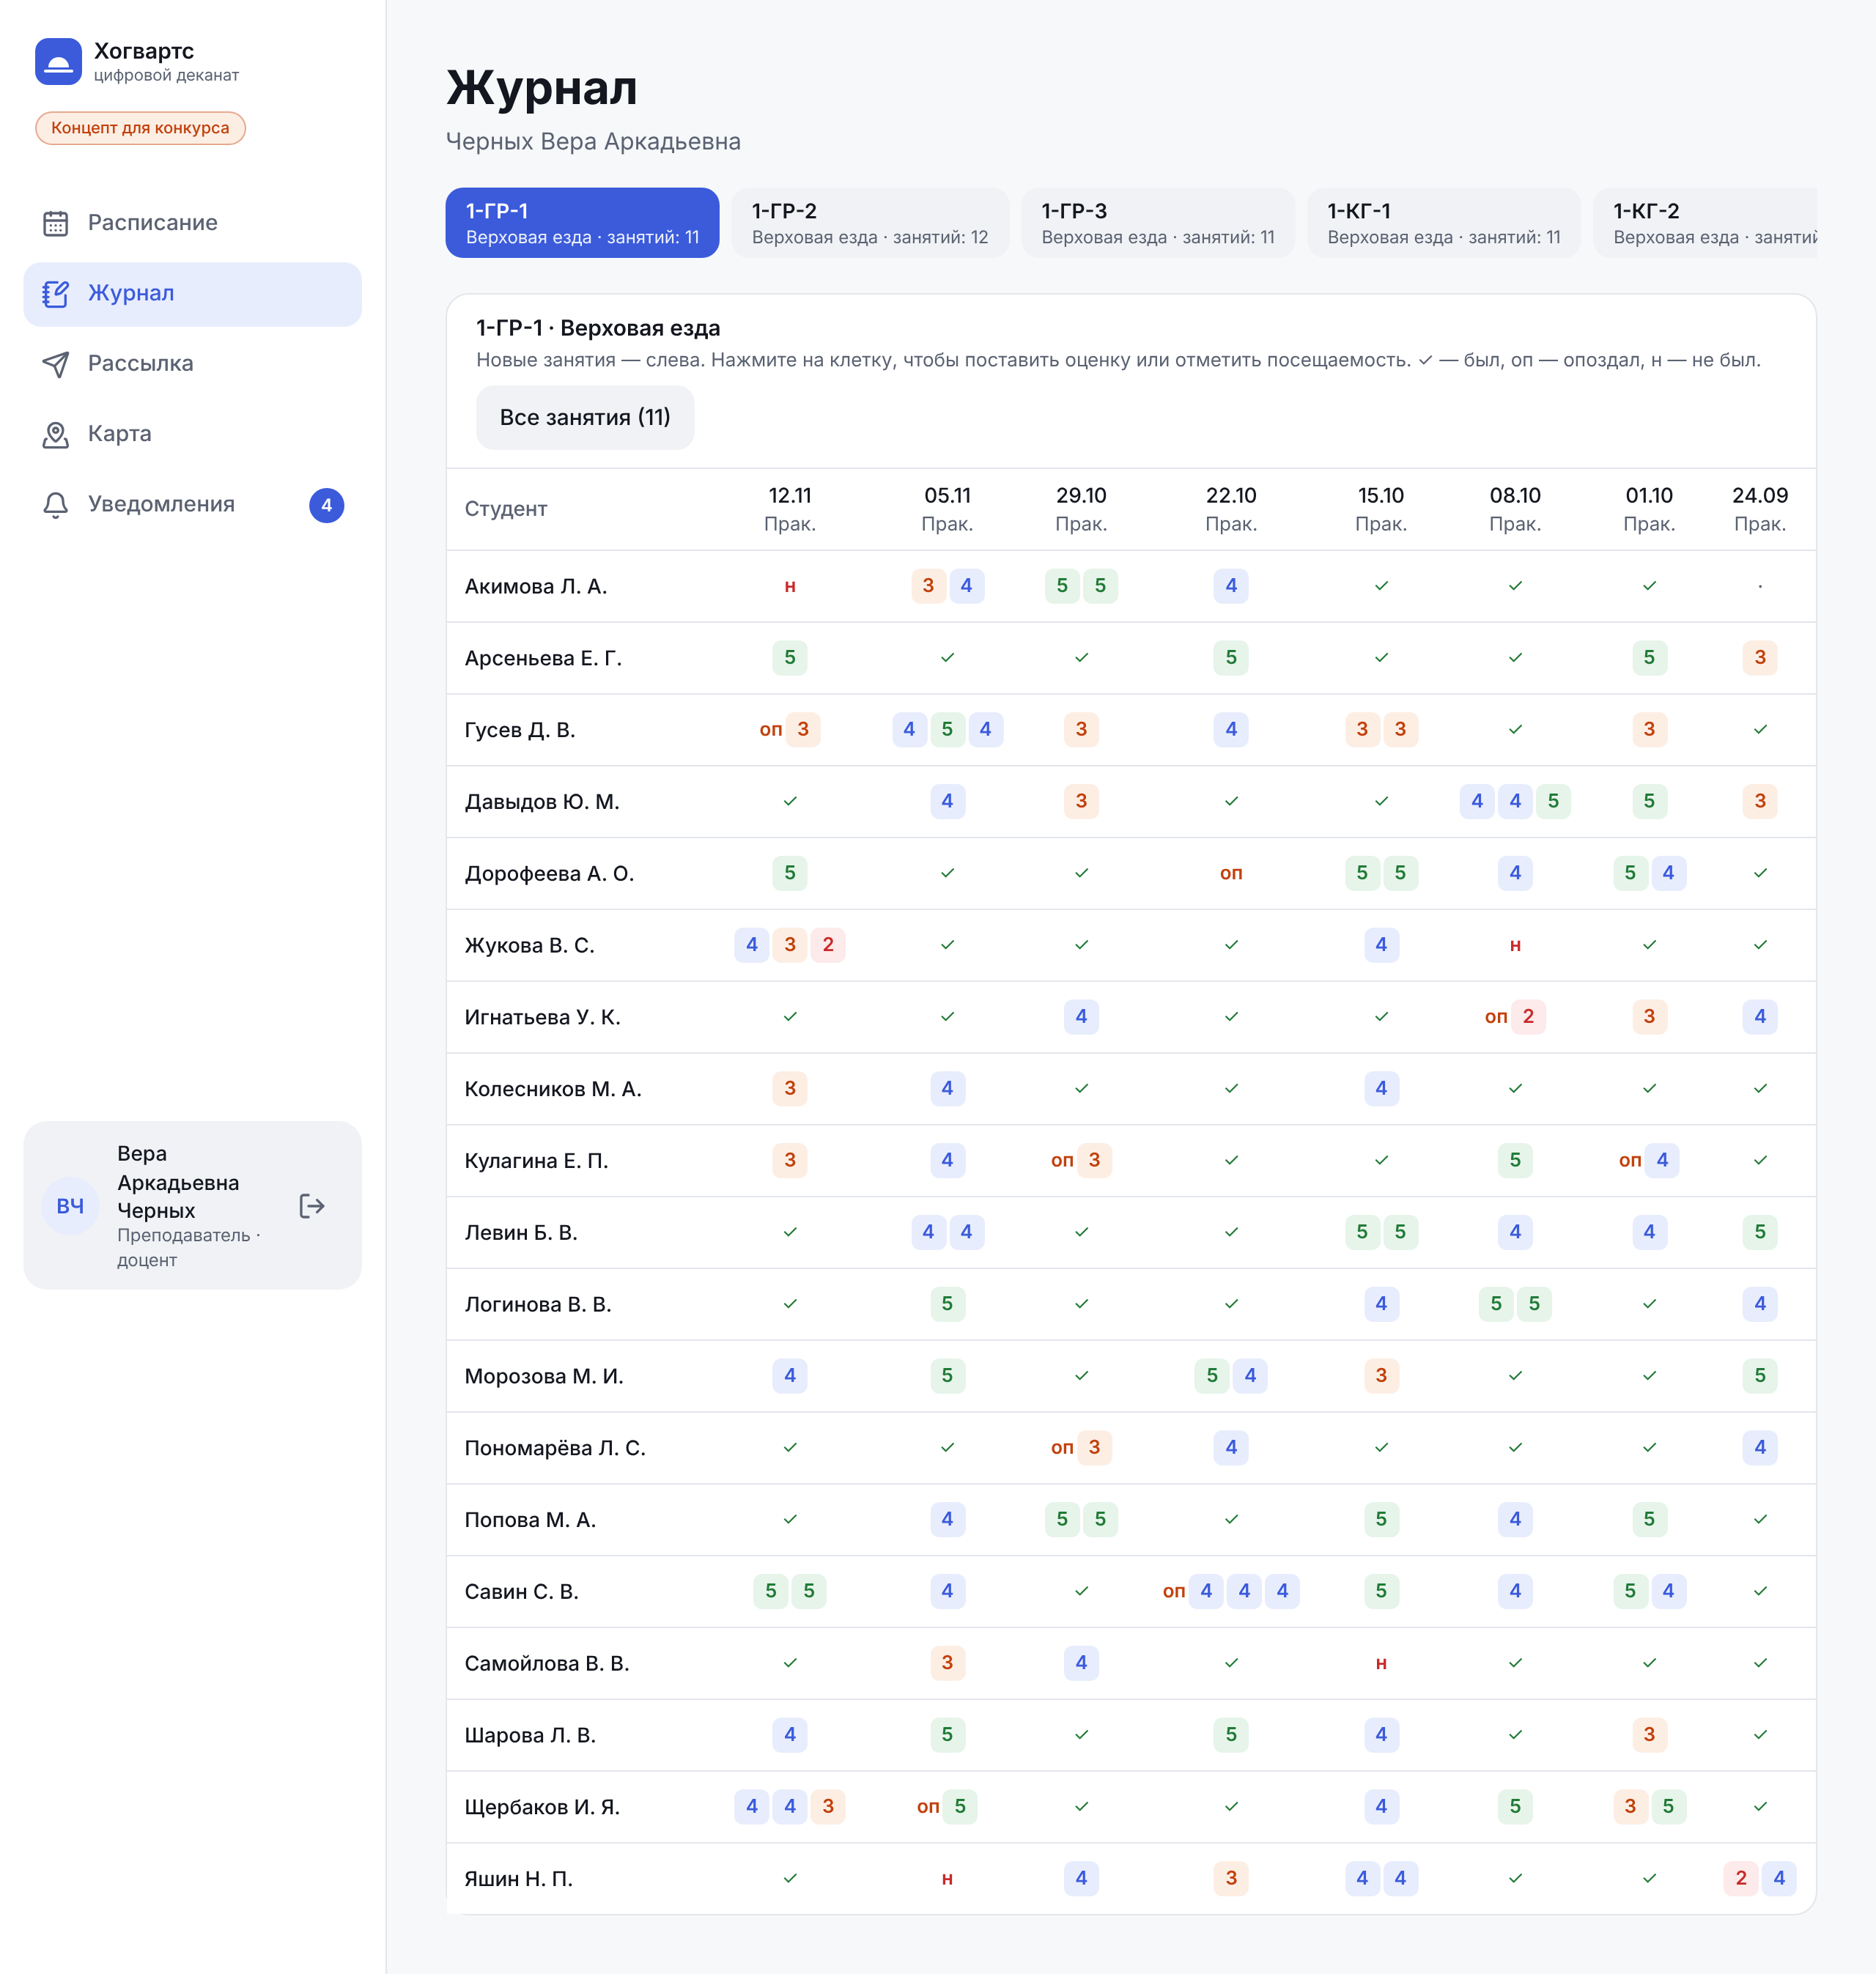 Хогвартс
цифровой деканат
Концепт для конкурса
Расписание
Журнал
Рассылка
Карта
Уведомления 4
Вера
Аркадьевна
Черных
ВЧ
Преподаватель ·
доцент
Журнал
Черных Вера Аркадьевна
1-ГР-1 1-ГР-2 1-ГР-3 1-КГ-1 1-КГ-2
Верховая езда · занятий: 11 Верховая езда · занятий: 12 Верховая езда · занятий: 11 Верховая езда · занятий: 11 Верховая езда ·
1-ГР-1 · Верховая езда
Новые занятия — слева. Нажмите на клетку, чтобы поставить оценку или отметить посещаемость. ✓ — был, оп — опоздал, н — не был.
Все занятия (11)
Студент 12.11 05.11 29.10 22.10 15.10 08.10 01.10 24.09
Прак. Прак. Прак. Прак. Прак. Прак. Прак. Прак.
Акимова Л. А. н 3 4 5 5 4 ✓ ✓ ✓ ·
Арсеньева Е. Г. 5 ✓ ✓ 5 ✓ ✓ 5 3
Гусев Д. В. оп 3 4 5 4 3 4 3 3 ✓ 3 ✓
Давыдов Ю. М. ✓ 4 3 ✓ ✓ 4 4 5 5 3
Дорофеева А. О. 5 ✓ ✓ оп 5 5 4 5 4 ✓
Жукова В. С. 4 3 2 ✓ ✓ ✓ 4 н ✓ ✓
Игнатьева У. К. ✓ ✓ 4 ✓ ✓ оп 2 3 4
Колесников М. А. 3 4 ✓ ✓ 4 ✓ ✓ ✓
Кулагина Е. П. 3 4 оп 3 ✓ ✓ 5 оп 4 ✓
Левин Б. В. ✓ 4 4 ✓ ✓ 5 5 4 4 5
Логинова В. В. ✓ 5 ✓ ✓ 4 5 5 ✓ 4
Морозова М. И. 4 5 ✓ 5 4 3 ✓ ✓ 5
Пономарёва Л. С. ✓ ✓ оп 3 4 ✓ ✓ ✓ 4
Попова М. А. ✓ 4 5 5 ✓ 5 4 5 ✓
Савин С. В. 5 5 4 ✓ оп 4 4 4 5 4 5 4 ✓
Самойлова В. В. ✓ 3 4 ✓ н ✓ ✓ ✓
Шарова Л. В. 4 5 ✓ 5 4 ✓ 3 ✓
Щербаков И. Я. 4 4 3 оп 5 ✓ ✓ 4 5 3 5 ✓
Яшин Н. П. ✓ н 4 3 4 4 ✓ ✓ 2 4